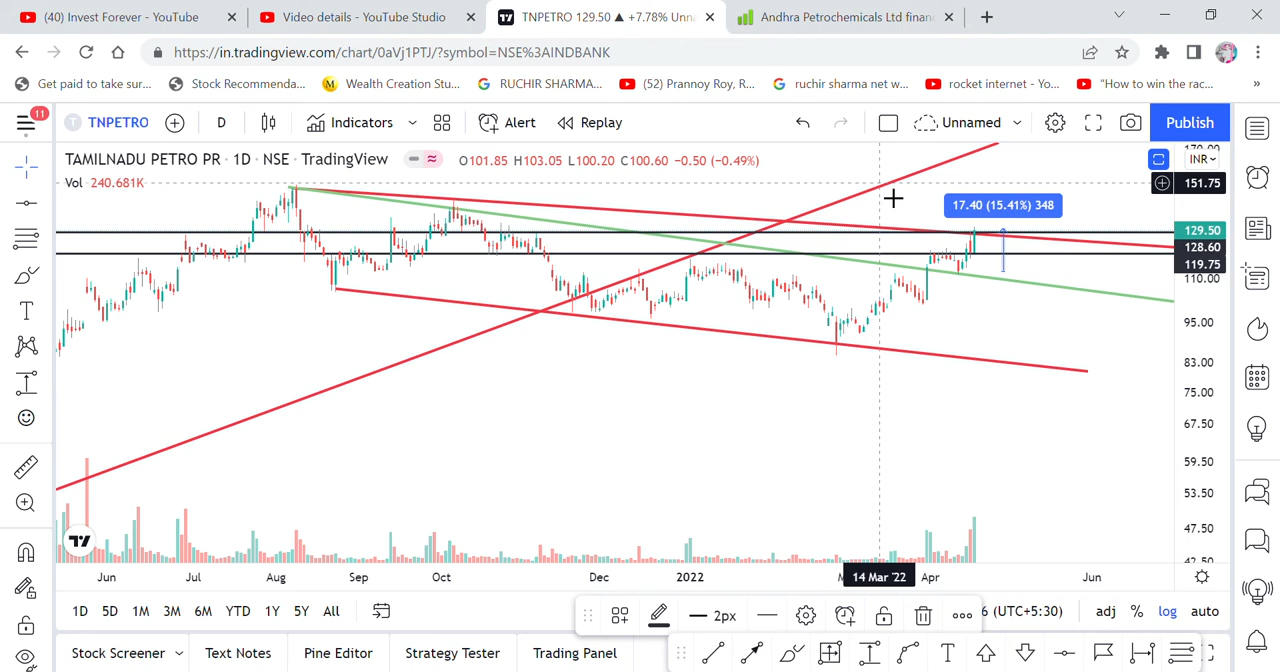 (40) Invest Forever - YouTube
Video details - YouTube Studio
TNPETRO 129.50 ▲ +7.78% Unna
Andhra Petrochemicals Ltd finan
https://in.tradingview.com/chart/0aVj1PTJ/?symbol=NSE%3AINDBANK
Get paid to take sur...
Stock Recommenda...
M Wealth Creation Stu...
RUCHIR SHARMA...
(52) Prannoy Roy, R...
ruchir sharma net w...
rocket internet - Yo...
"How to win the rac...
»
11
T TNPETRO
D
Indicators
Alert
Replay
Unnamed
Publish
TAMILNADU PETRO PR · 1D · NSE · TradingView
O101.85 H103.05 L100.20 C100.60 −0.50 (−0.49%)
INR
Vol 240.681K
151.75
17.40 (15.41%) 348
129.50
128.60
119.75
110.00
95.00
83.00
75.00
67.50
59.50
53.50
47.50
Jun
Jul
Aug
Sep
Oct
Dec
2022
14 Mar '22
Apr
Jun
1D
5D
1M
3M
6M
YTD
1Y
5Y
All
2px
6 (UTC+5:30)
adj
%
log
auto
Stock Screener
Text Notes
Pine Editor
Strategy Tester
Trading Panel